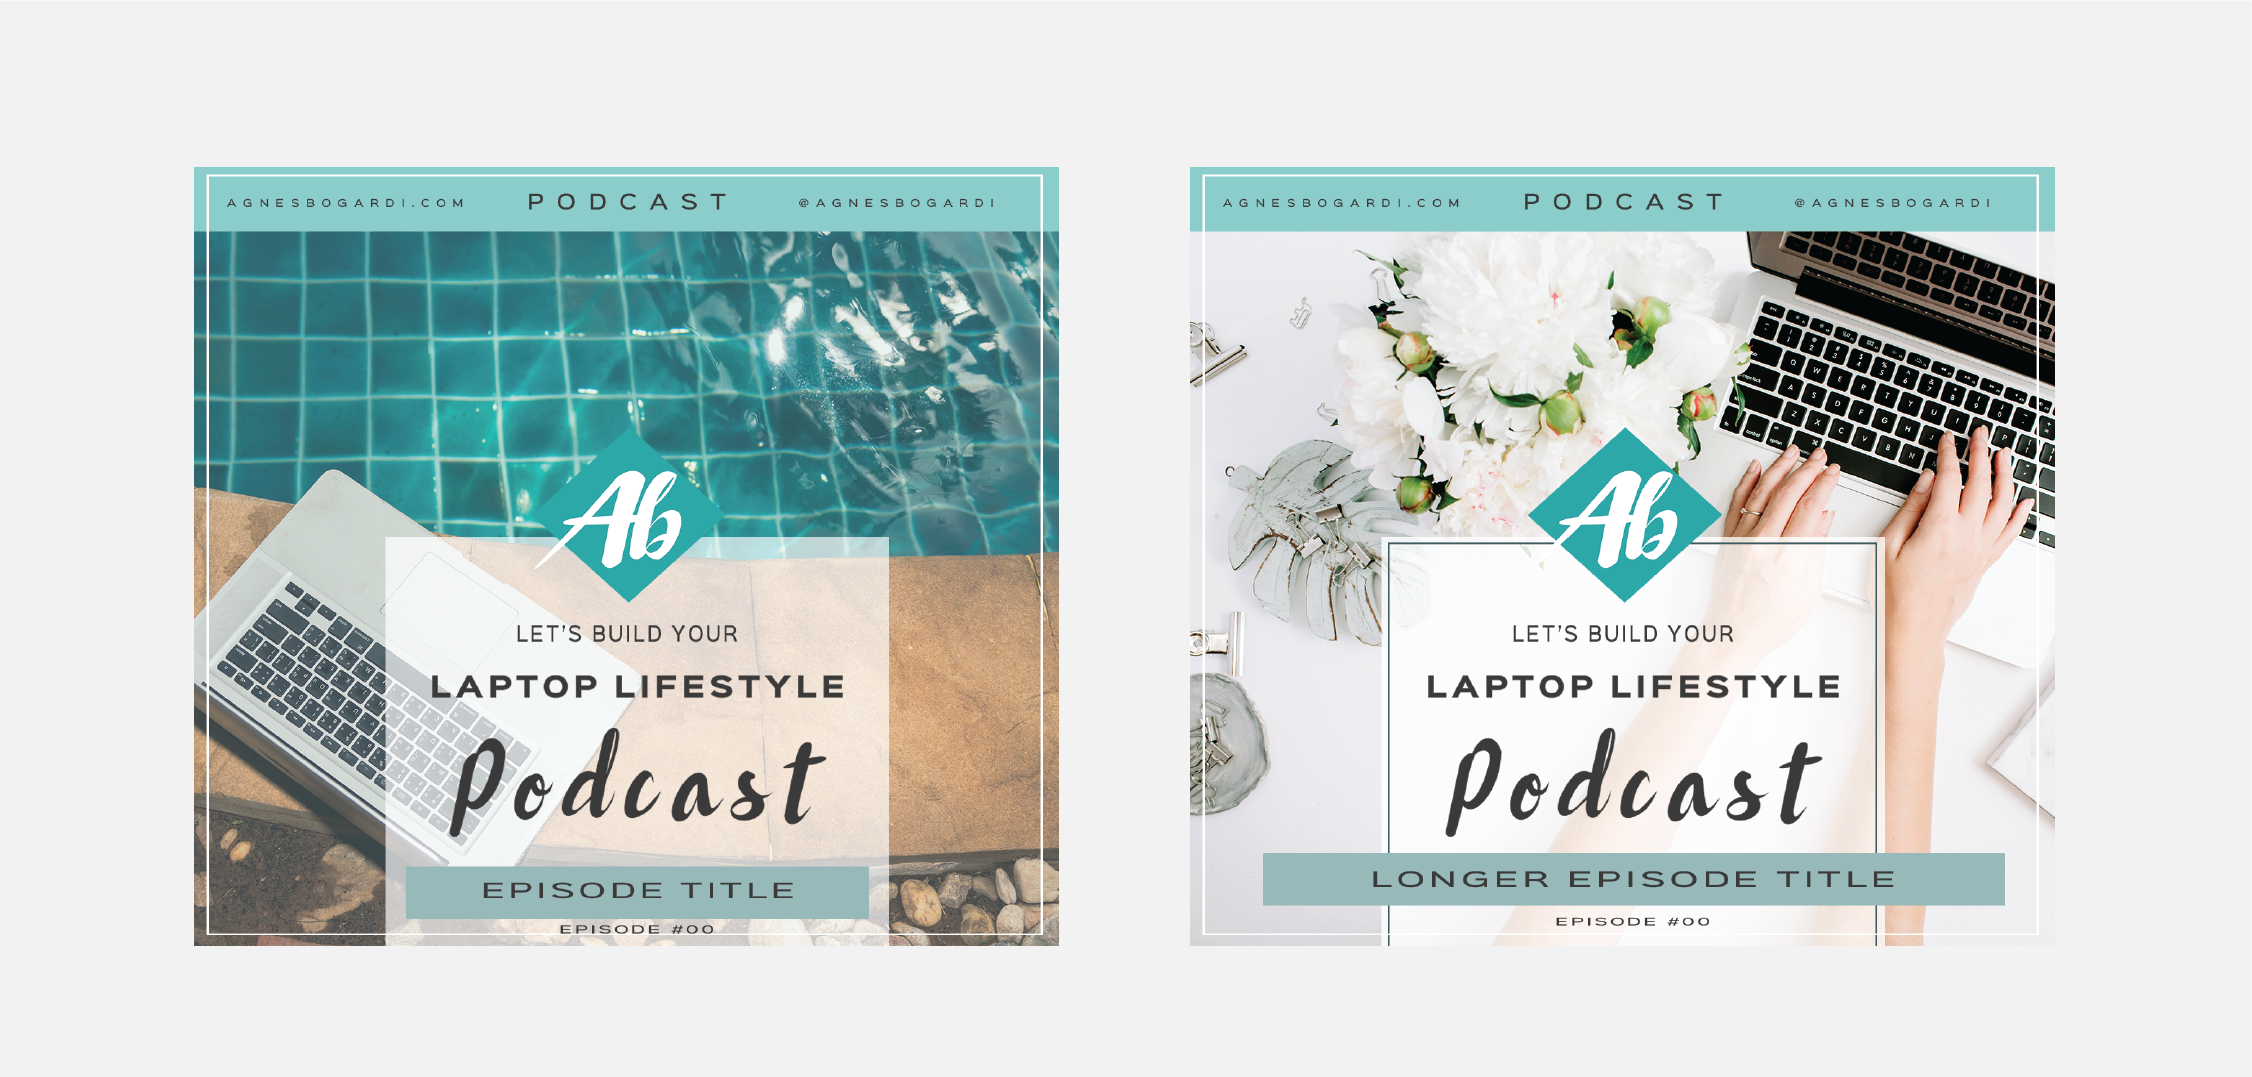 AGNESBOGARDI.COM PODCAST @AGNESBOGARDI
Ab
LET'S BUILD YOUR
LAPTOP LIFESTYLE
Podcast
EPISODE TITLE
EPISODE #00
AGNESBOGARDI.COM PODCAST @AGNESBOGARDI
Ab
LET'S BUILD YOUR
LAPTOP LIFESTYLE
Podcast
LONGER EPISODE TITLE
EPISODE #00